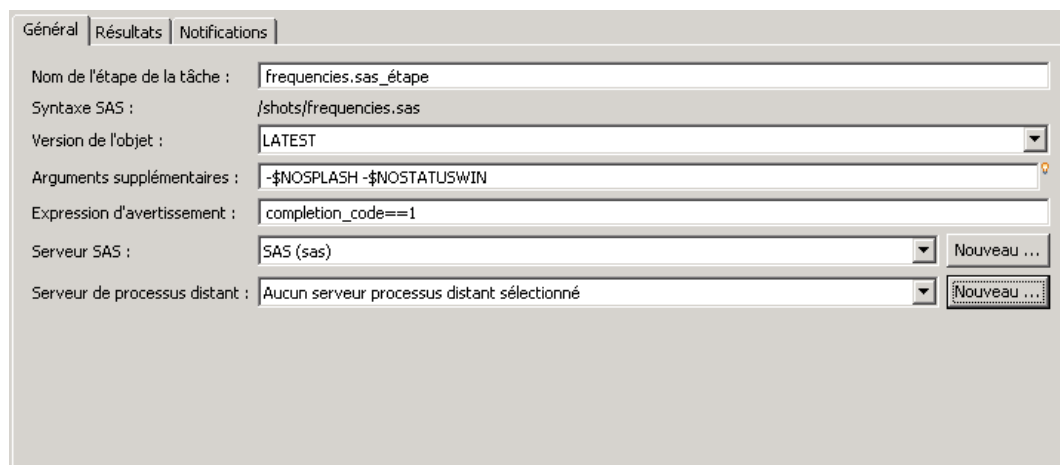 Général Résultats Notifications
Nom de l'étape de la tâche : frequencies.sas_étape
Syntaxe SAS : /shots/frequencies.sas
Version de l'objet : LATEST
Arguments supplémentaires : -$NOSPLASH -$NOSTATUSWIN
Expression d'avertissement : completion_code==1
Serveur SAS : SAS (sas) Nouveau ...
Serveur de processus distant : Aucun serveur processus distant sélectionné Nouveau ...